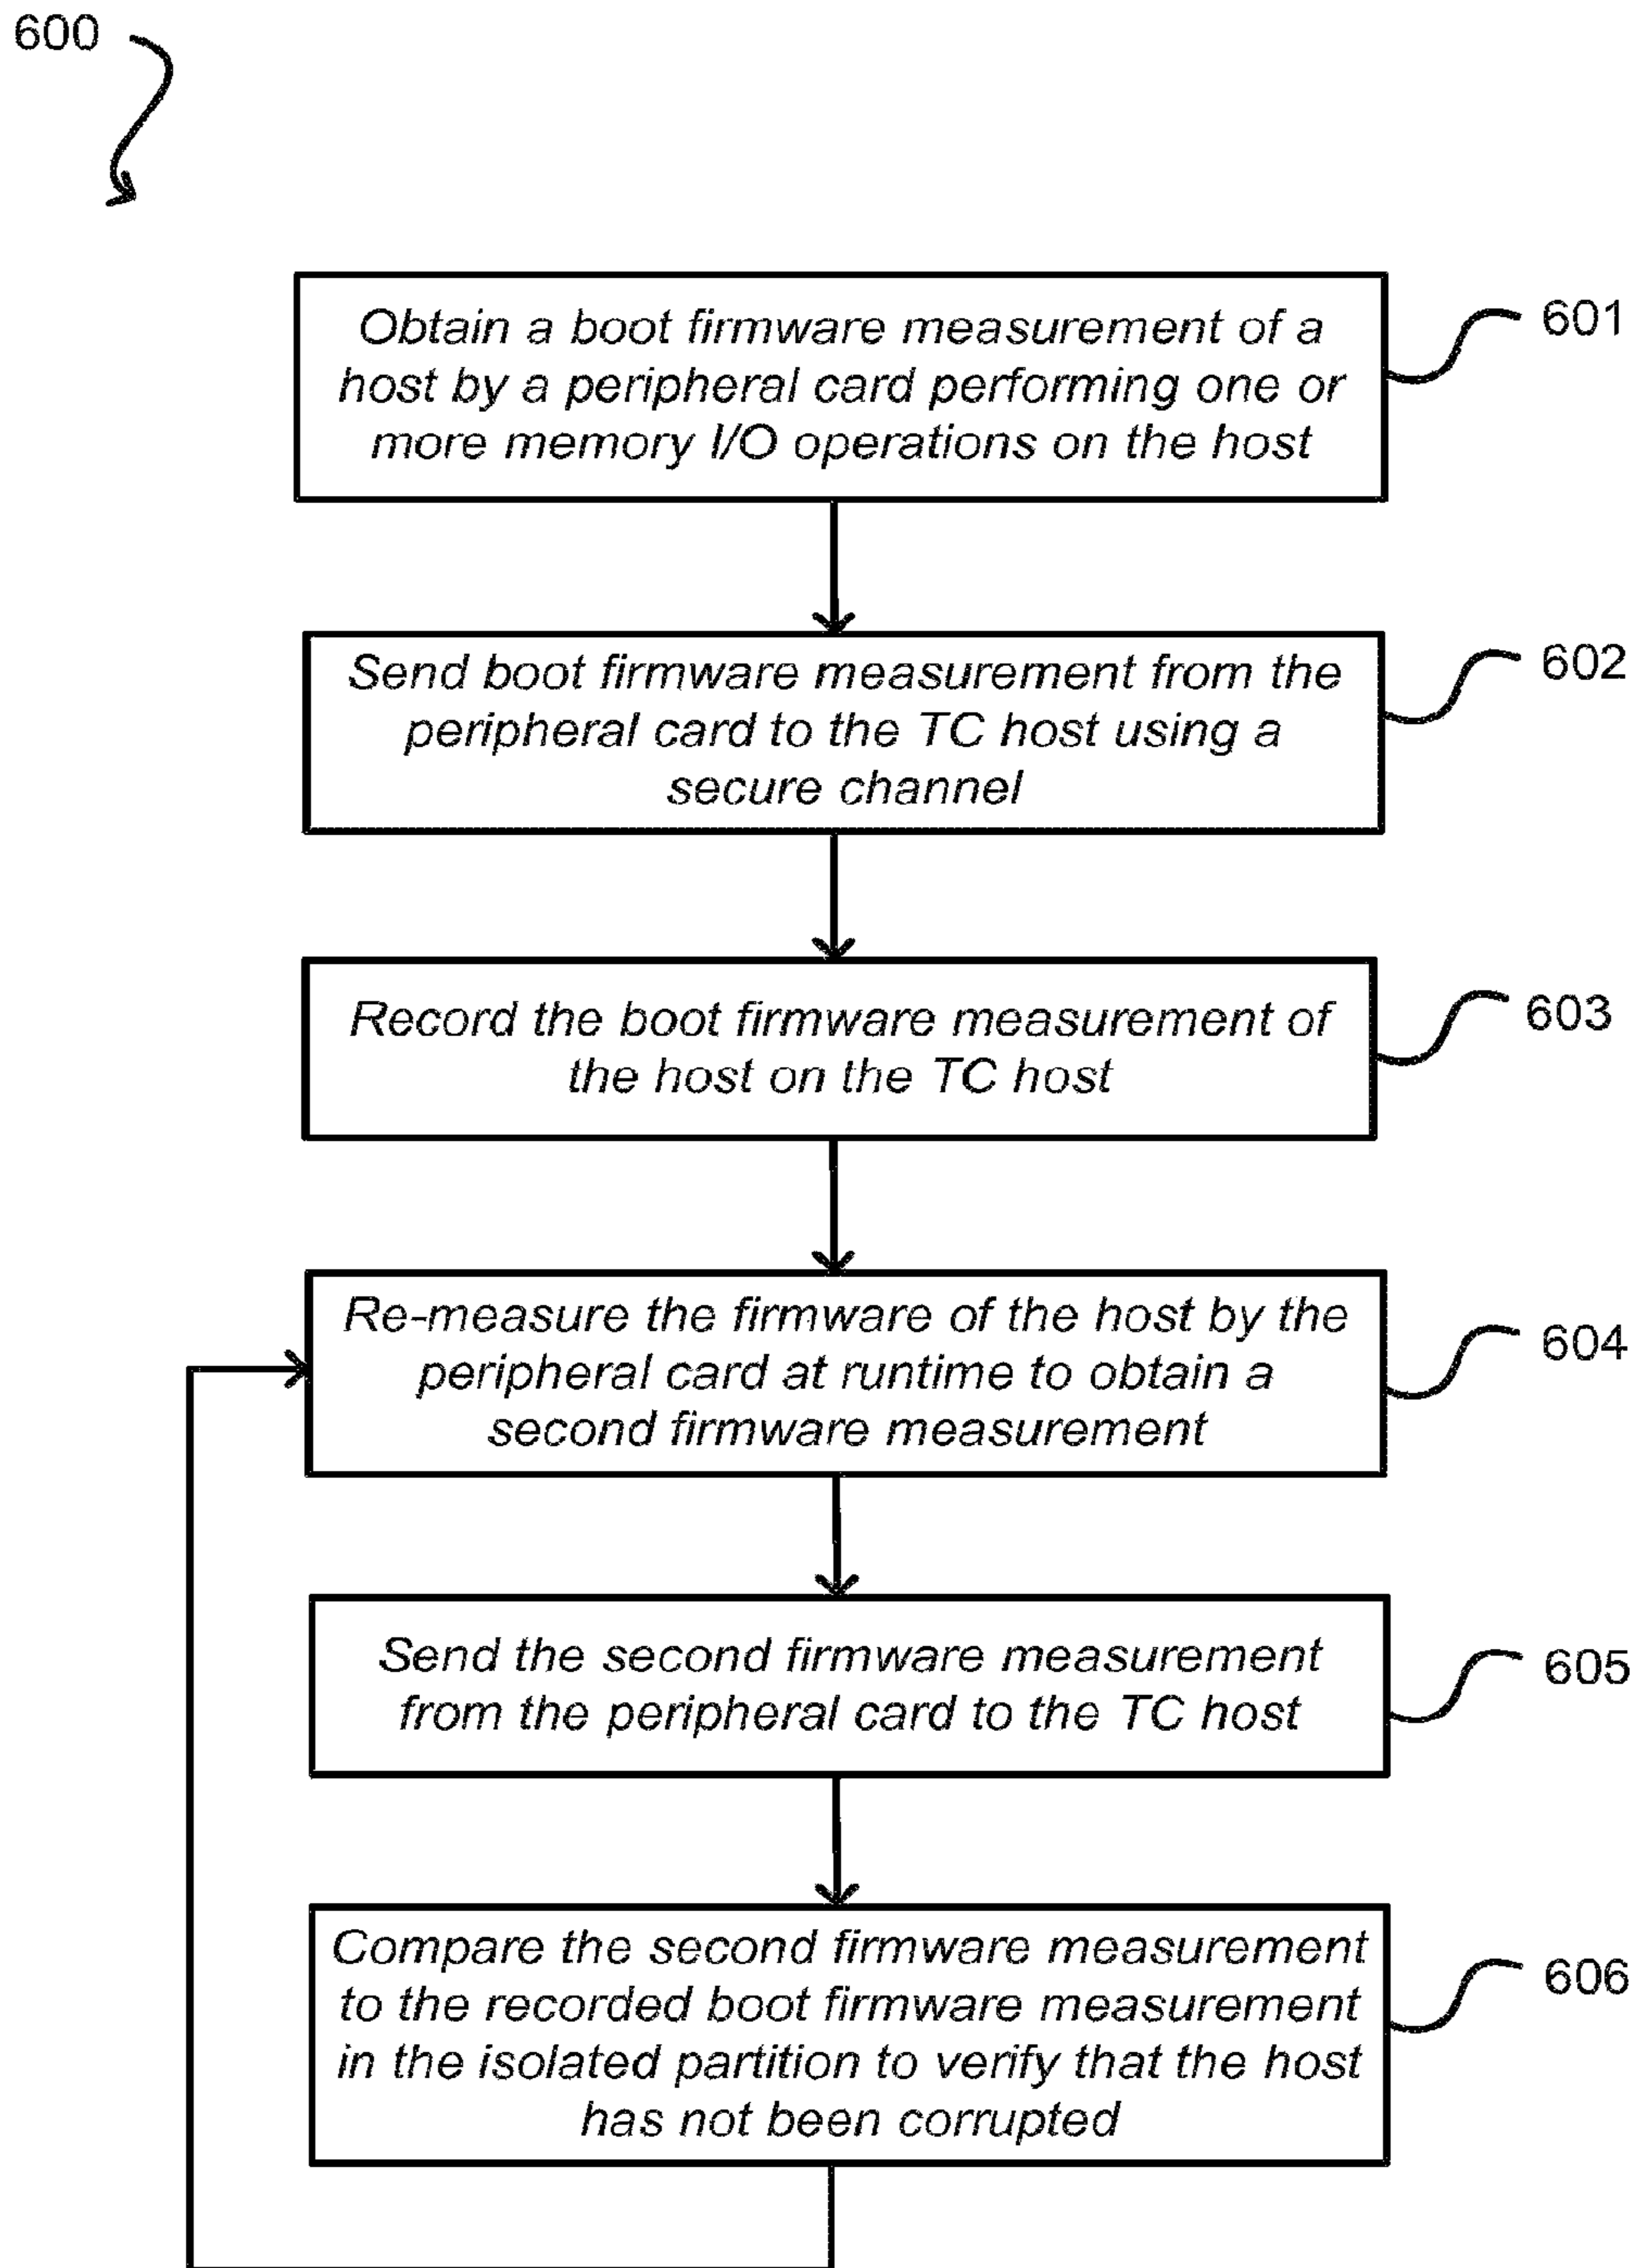 600
Obtain a boot firmware measurement of a
host by a peripheral card performing one or
more memory I/O operations on the host
601
Send boot firmware measurement from the
peripheral card to the TC host using a
secure channel
602
Record the boot firmware measurement of
the host on the TC host
603
Re-measure the firmware of the host by the
peripheral card at runtime to obtain a
second firmware measurement
604
Send the second firmware measurement
from the peripheral card to the TC host
605
Compare the second firmware measurement
to the recorded boot firmware measurement
in the isolated partition to verify that the host
has not been corrupted
606